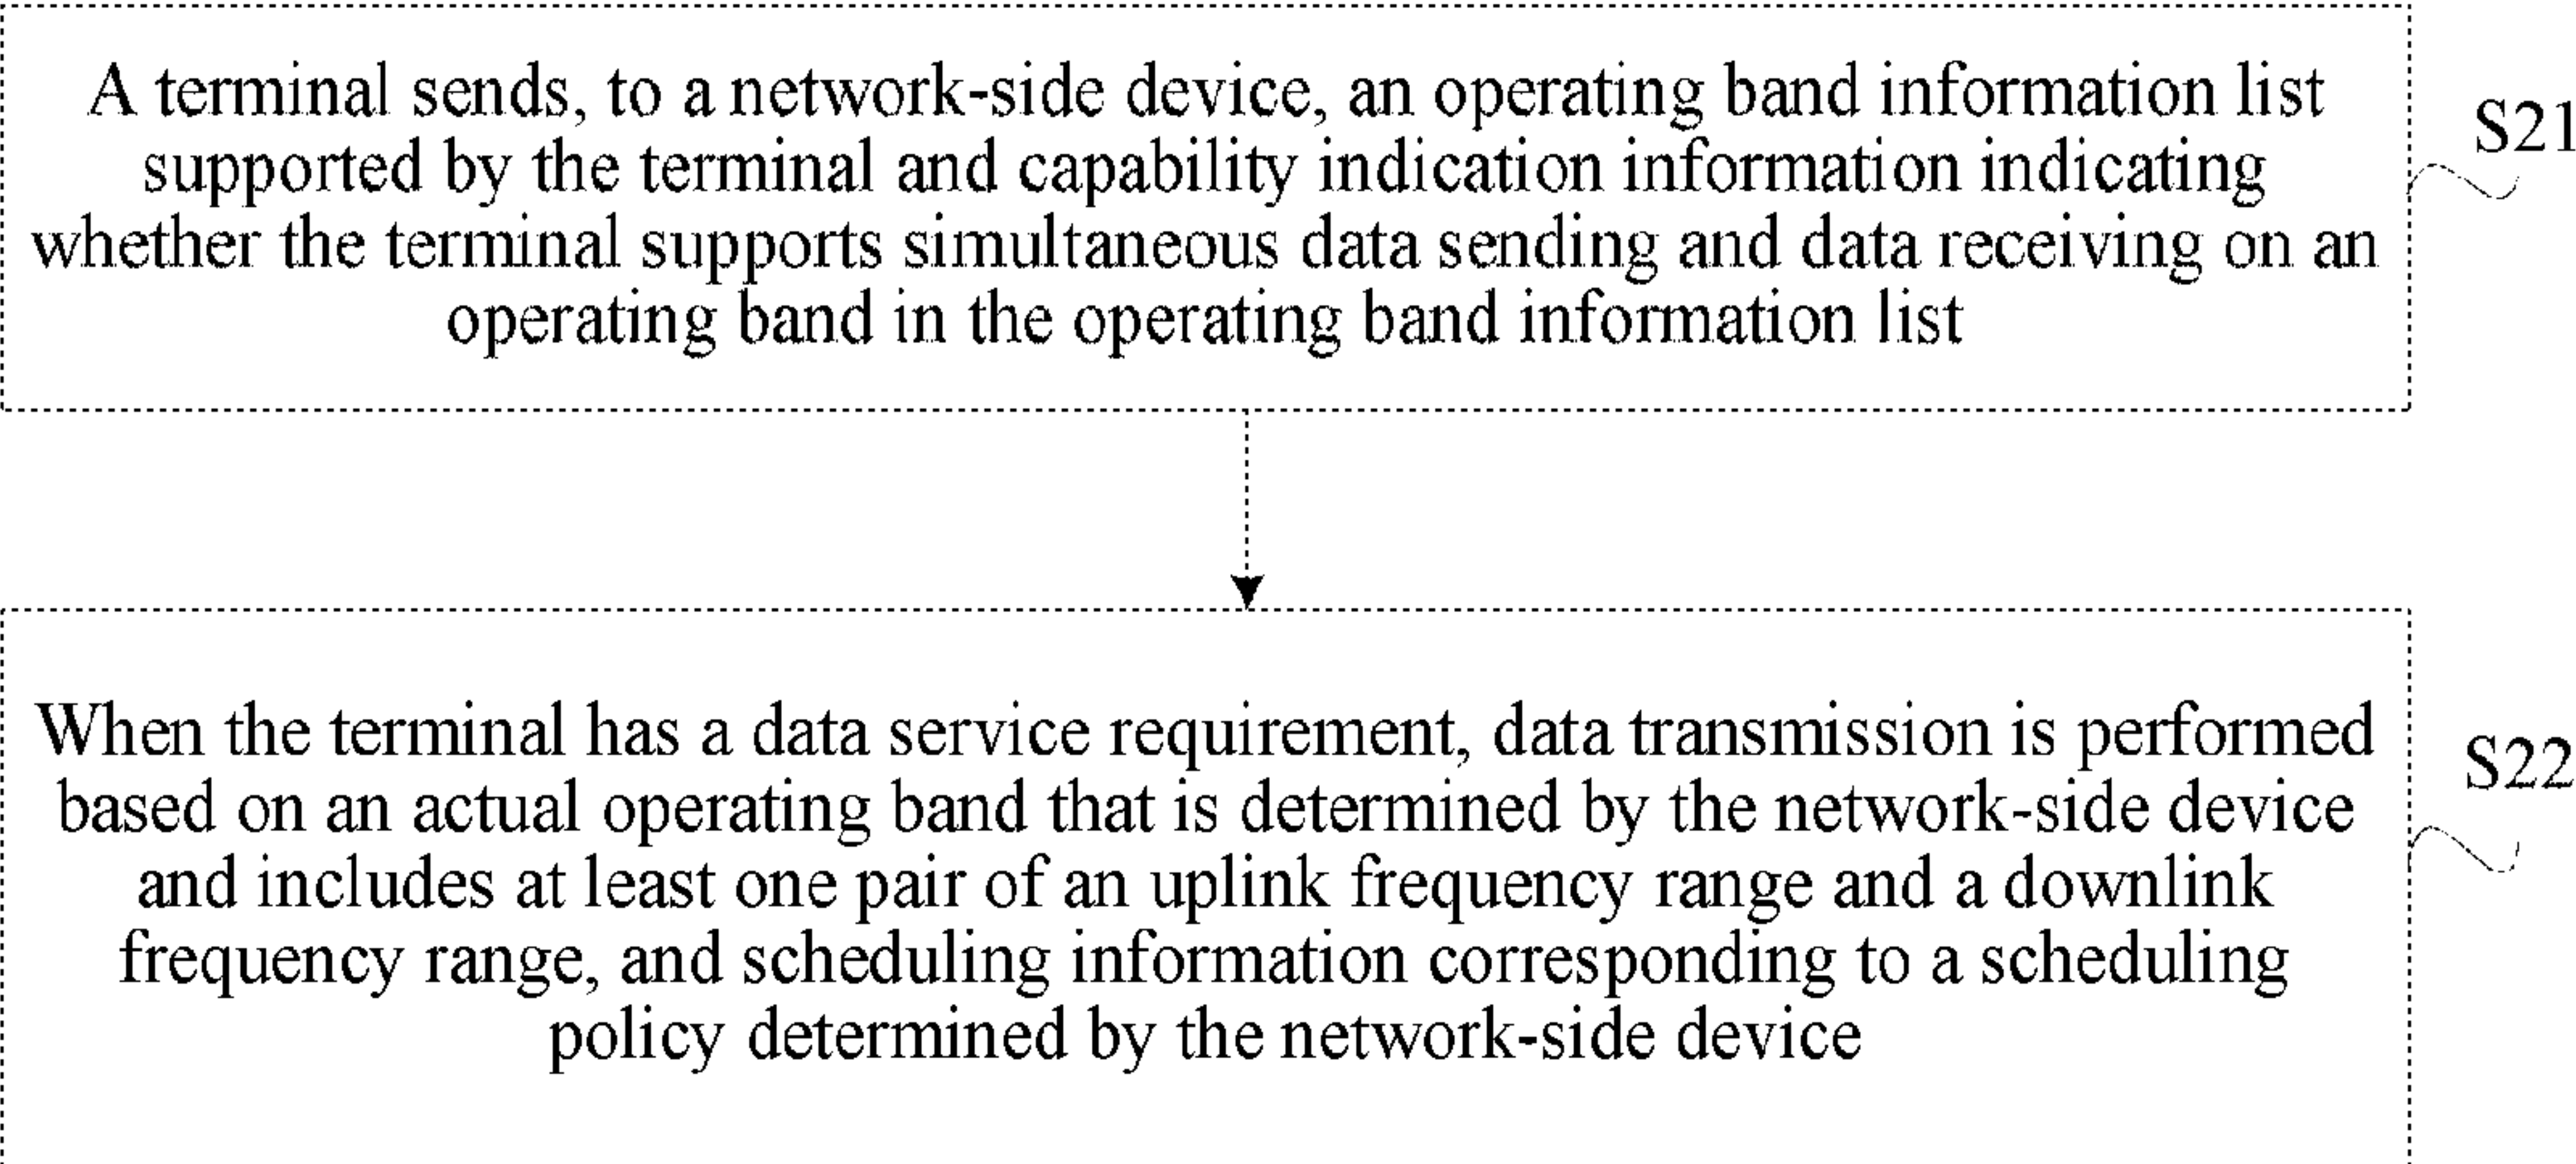 A terminal sends, to a network-side device, an operating band information list
supported by the terminal and capability indication information indicating
whether the terminal supports simultaneous data sending and data receiving on an
operating band in the operating band information list
S21
When the terminal has a data service requirement, data transmission is performed
based on an actual operating band that is determined by the network-side device
and includes at least one pair of an uplink frequency range and a downlink
frequency range, and scheduling information corresponding to a scheduling
policy determined by the network-side device
S22